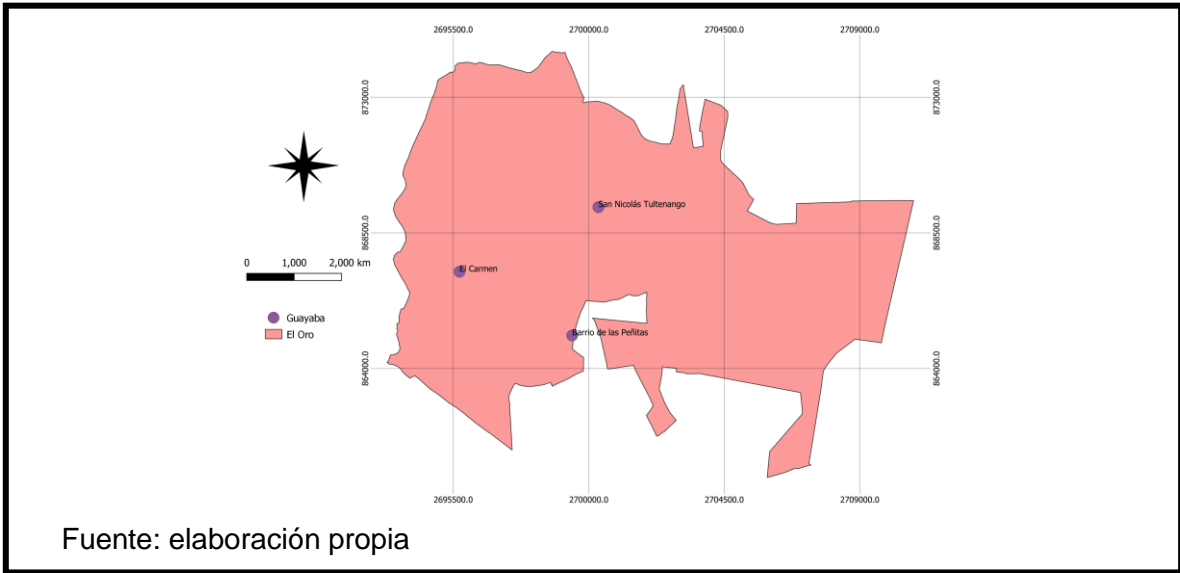 2695500.0 2700000.0 2704500.0 2709000.0
873000.0 873000.0
San Nicolás Tultenango
868500.0 868500.0
0 1,000 2,000 km
El Carmen
Guayaba
El Oro
Barrio de las Peñitas
864000.0 864000.0
2695500.0 2700000.0 2704500.0 2709000.0
Fuente: elaboración propia